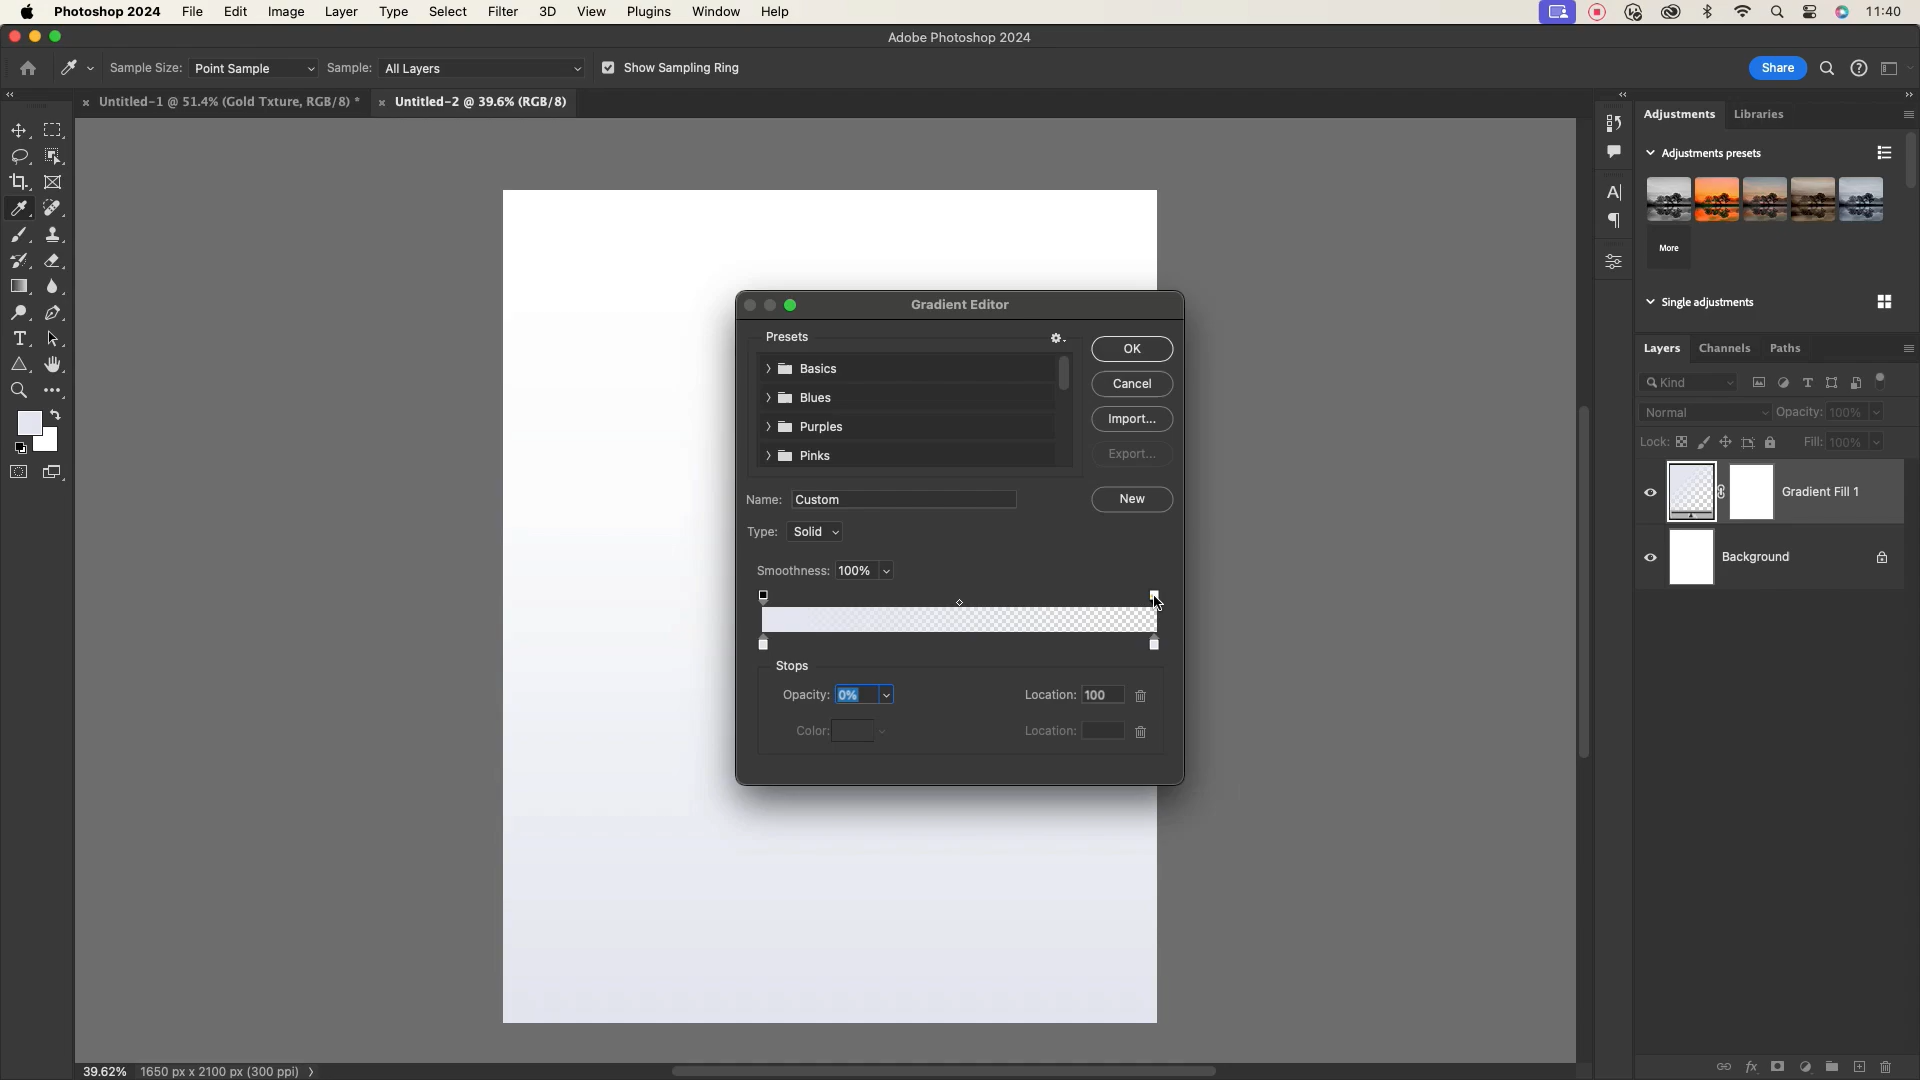 Photoshop 2024 File Edit Image Layer Type Select Filter 3D View Plugins Window Help 11:40
Adobe Photoshop 2024
Sample Size: Point Sample Sample: All Layers Show Sampling Ring Share
Untitled-1 @ 51.4% (Gold Txture, RGB/8) * Untitled-2 @ 39.6% (RGB/8)
Adjustments Libraries
Adjustments presets
More
Single adjustments
Gradient Editor
Presets
Basics
Blues
Purples
Pinks
OK
Cancel
Import...
Export...
Name: Custom New
Type: Solid
Smoothness: 100%
Stops
Opacity: 0% Location: 100
Color: Location:
Layers Channels Paths
Kind
Normal Opacity: 100%
Lock: Fill: 100%
Gradient Fill 1
Background
39.62% 1650 px x 2100 px (300 ppi)